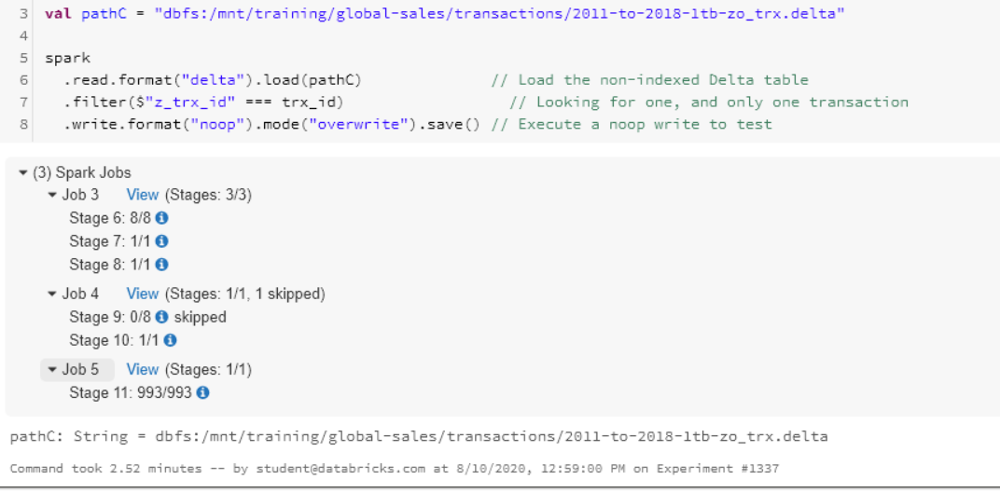 3 val pathC = "dbfs:/mnt/training/global-sales/transactions/2011-to-2018-1tb-zo_trx.delta"
4
5 spark
6 .read.format("delta").load(pathC) // Load the non-indexed Delta table
7 .filter($"z_trx_id" === trx_id) // Looking for one, and only one transaction
8 .write.format("noop").mode("overwrite").save() // Execute a noop write to test
(3) Spark Jobs
Job 3 View (Stages: 3/3)
Stage 6: 8/8
Stage 7: 1/1
Stage 8: 1/1
Job 4 View (Stages: 1/1, 1 skipped)
Stage 9: 0/8 skipped
Stage 10: 1/1
Job 5 View (Stages: 1/1)
Stage 11: 993/993
pathC: String = dbfs:/mnt/training/global-sales/transactions/2011-to-2018-1tb-zo_trx.delta
Command took 2.52 minutes -- by student@databricks.com at 8/10/2020, 12:59:00 PM on Experiment #1337